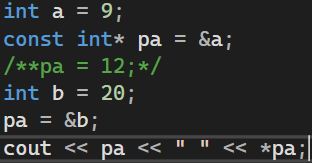 int a = 9;
const int* pa = &a;
/**pa = 12;*/
int b = 20;
pa = &b;
cout << pa << " " << *pa;